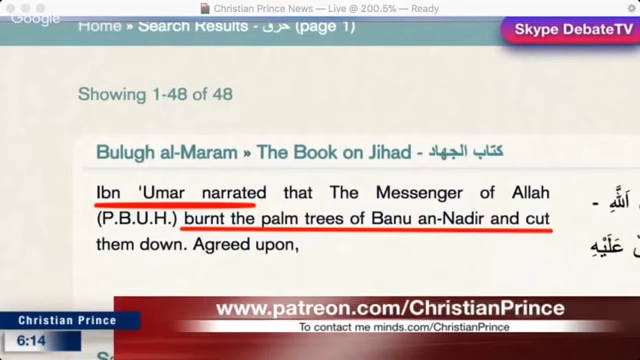 Christian Prince News — Live @ 200.5% — Ready
Google
Home » Search Results - حرق (page 1)
Skype DebateTV
Showing 1-48 of 48
Bulugh al-Maram » The Book on Jihad - كتاب الجهاد
Ibn 'Umar narrated that The Messenger of Allah
(P.B.U.H.) burnt the palm trees of Banu an-Nadir and cut
them down. Agreed upon,
اَللَّهِ -
عَلَيْهِ
www.patreon.com/ChristianPrince
To contact me minds.com/ChristianPrince
Christian Prince
6:14